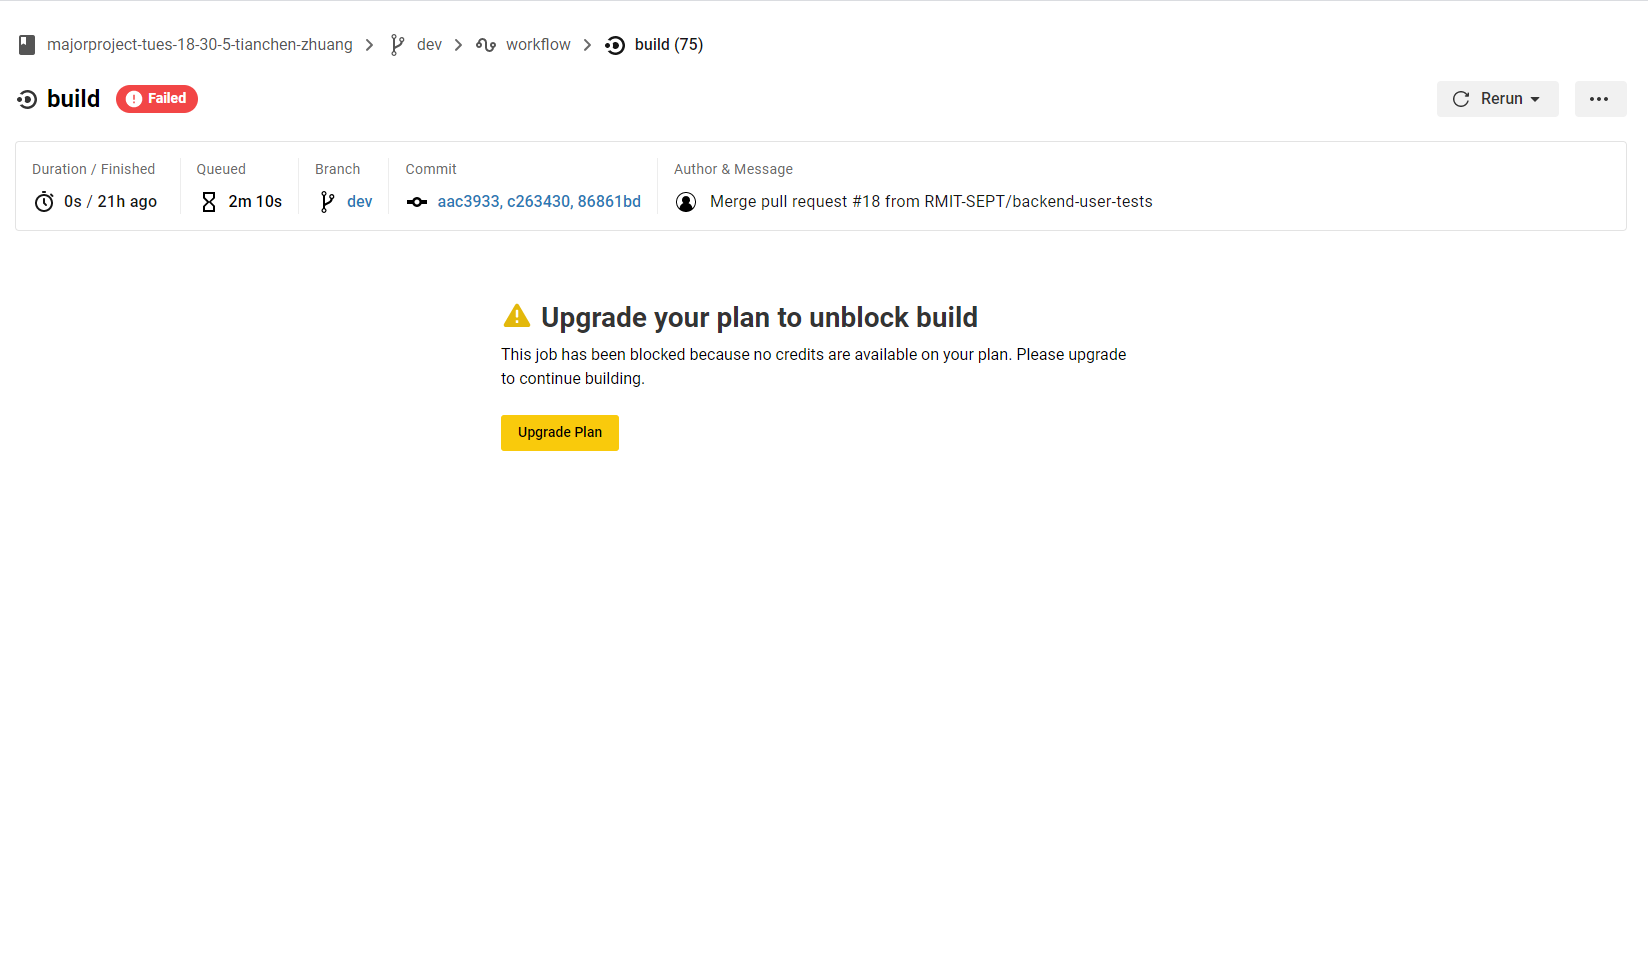 majorproject-tues-18-30-5-tianchen-zhuang dev workflow build (75)
build Failed Rerun
Duration / Finished Queued Branch Commit Author & Message
0s / 21h ago 2m 10s dev aac3933, c263430, 86861bd Merge pull request #18 from RMIT-SEPT/backend-user-tests
Upgrade your plan to unblock build
This job has been blocked because no credits are available on your plan. Please upgrade
to continue building.
Upgrade Plan